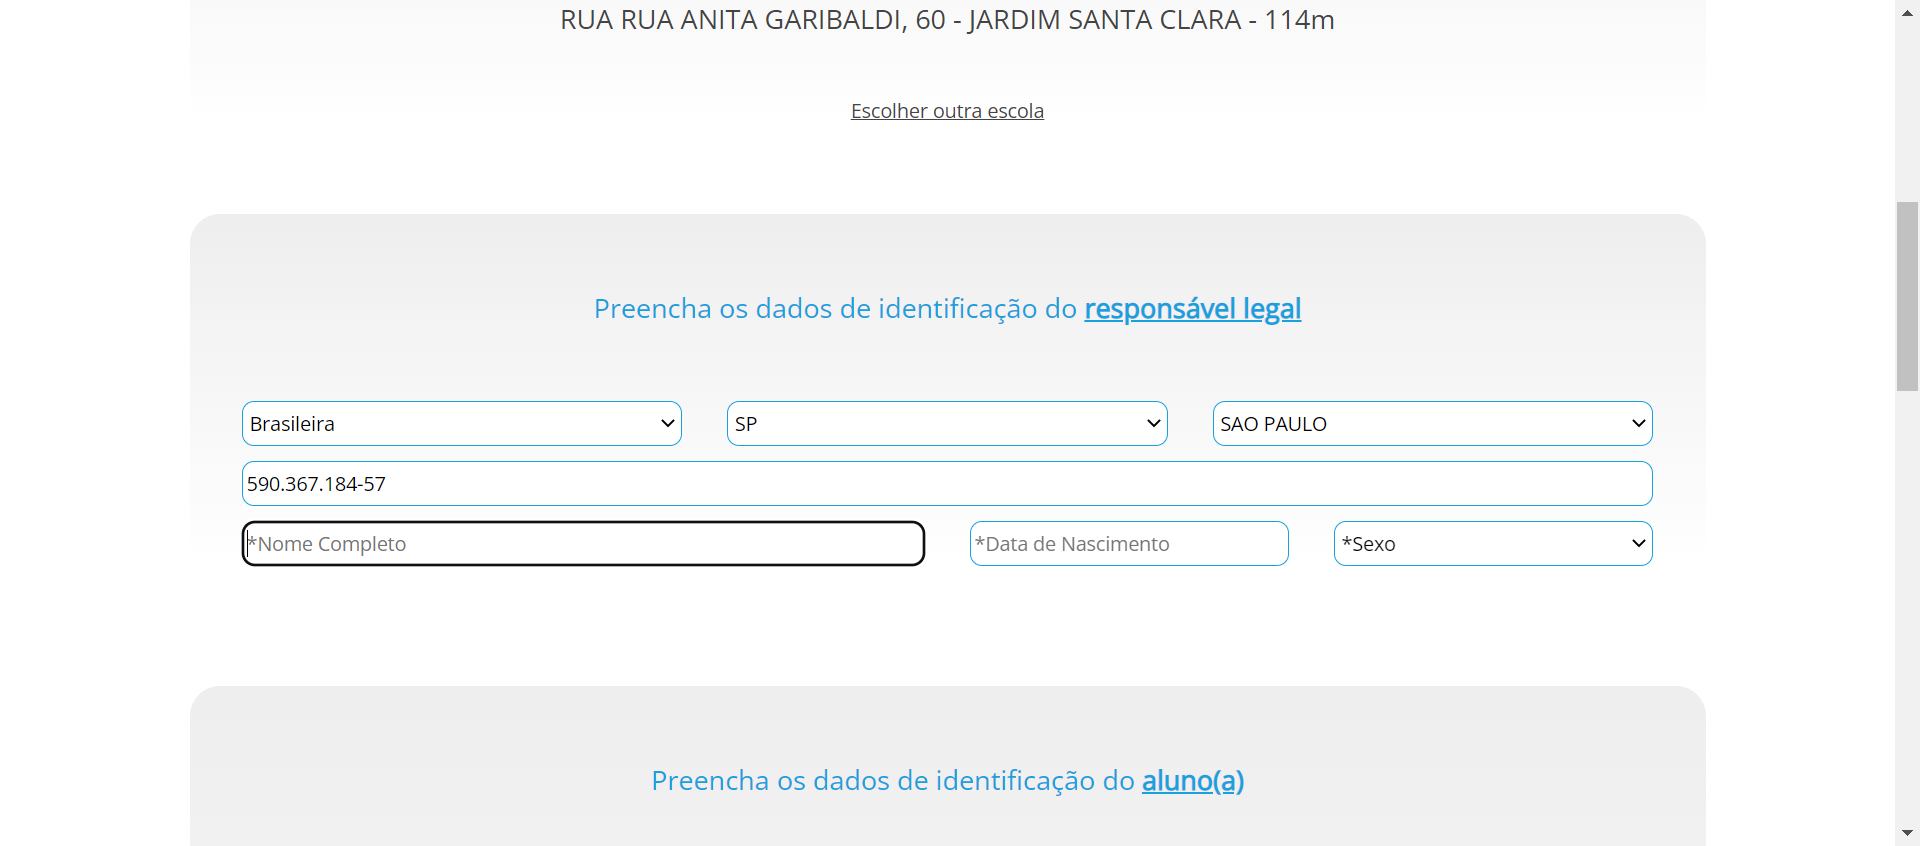 RUA RUA ANITA GARIBALDI, 60 - JARDIM SANTA CLARA - 114m
Escolher outra escola
Preencha os dados de identificação do responsável legal
Brasileira SP SAO PAULO
590.367.184-57
*Nome Completo *Data de Nascimento *Sexo
Preencha os dados de identificação do aluno(a)